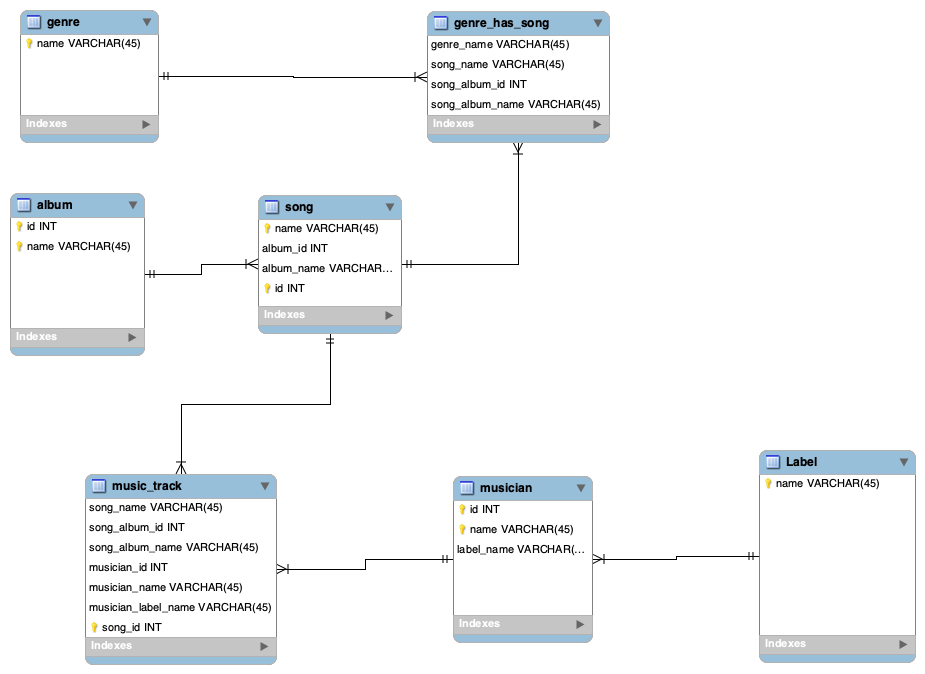 genre
name VARCHAR(45)
Indexes
genre_has_song
genre_name VARCHAR(45)
song_name VARCHAR(45)
song_album_id INT
song_album_name VARCHAR(45)
Indexes
album
id INT
name VARCHAR(45)
Indexes
song
name VARCHAR(45)
album_id INT
album_name VARCHAR...
id INT
Indexes
music_track
song_name VARCHAR(45)
song_album_id INT
song_album_name VARCHAR(45)
musician_id INT
musician_name VARCHAR(45)
musician_label_name VARCHAR(45)
song_id INT
Indexes
musician
id INT
name VARCHAR(45)
label_name VARCHAR(...
Indexes
Label
name VARCHAR(45)
Indexes